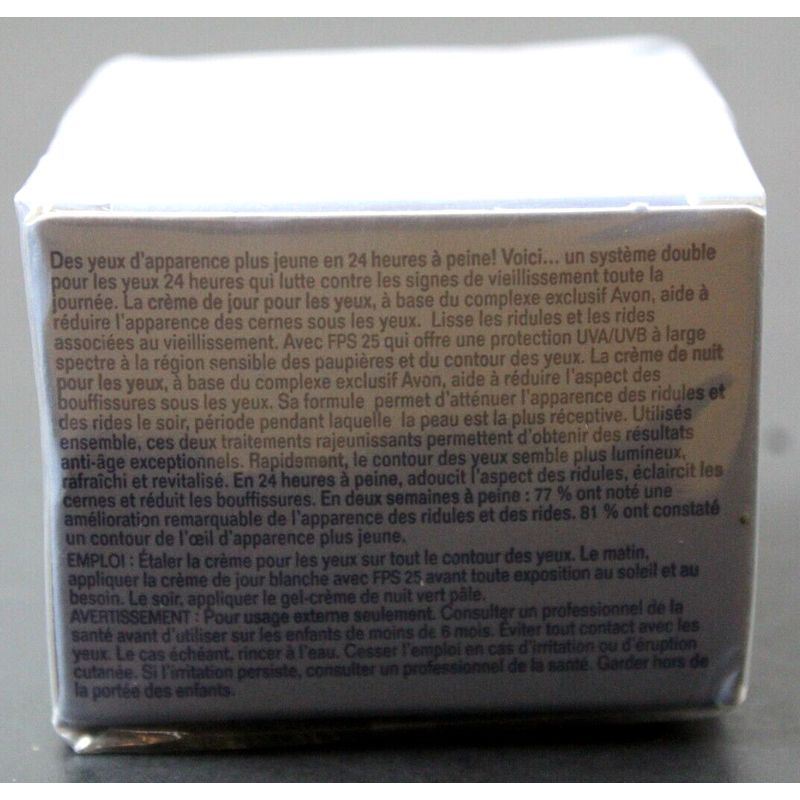 Des yeux d'apparence plus jeune en 24 heures à peine! Voici... un système double
pour les yeux 24 heures qui lutte contre les signes de vieillissement toute la
journée. La crème de jour pour les yeux, à base du complexe exclusif Avon, aide à
réduire l'apparence des cernes sous les yeux. Lisse les ridules et les rides
associées au vieillissement. Avec FPS 25 qui offre une protection UVA/UVB à large
spectre à la région sensible des paupières et du contour des yeux. La crème de nuit
pour les yeux, à base du complexe exclusif Avon, aide à réduire l'aspect des
bouffissures sous les yeux. Sa formule permet d'atténuer l'apparence des ridules et
des rides le soir, période pendant laquelle la peau est la plus réceptive. Utilisés
ensemble, ces deux traitements rajeunissants permettent d'obtenir des résultats
anti-âge exceptionnels. Rapidement, le contour des yeux semble plus lumineux,
rafraîchi et revitalisé. En 24 heures à peine, adoucit l'aspect des ridules, éclaircit les
cernes et réduit les bouffissures. En deux semaines à peine : 77 % ont noté une
amélioration remarquable de l'apparence des ridules et des rides. 81 % ont constaté
un contour de l'œil d'apparence plus jeune.
EMPLOI : Étaler la crème pour les yeux sur tout le contour des yeux. Le matin,
appliquer la crème de jour blanche avec FPS 25 avant toute exposition au soleil et au
besoin. Le soir, appliquer le gel-crème de nuit vert pâle.
AVERTISSEMENT : Pour usage externe seulement. Consulter un professionnel de la
santé avant d'utiliser sur les enfants de moins de 6 mois. Éviter tout contact avec les
yeux. Le cas échéant, rincer à l'eau. Cesser l'emploi en cas d'irritation ou d'éruption
cutanée. Si l'irritation persiste, consulter un professionnel de la santé. Garder hors de
la portée des enfants.